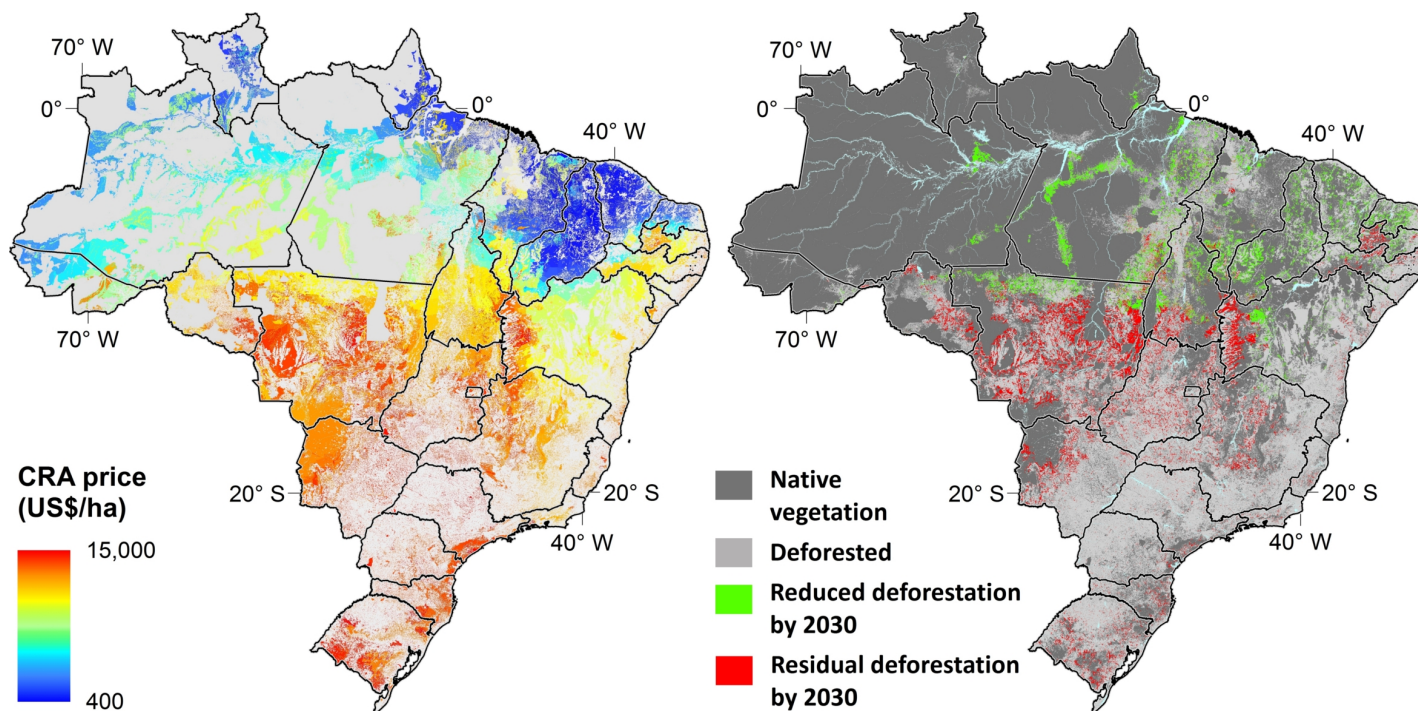 70° W
0°
0°
40° W
70° W
20° S
20° S
40° W
CRA price
(US$/ha)
15,000
400
70° W
0°
0°
40° W
70° W
20° S
20° S
40° W
Native
vegetation
Deforested
Reduced deforestation
by 2030
Residual deforestation
by 2030